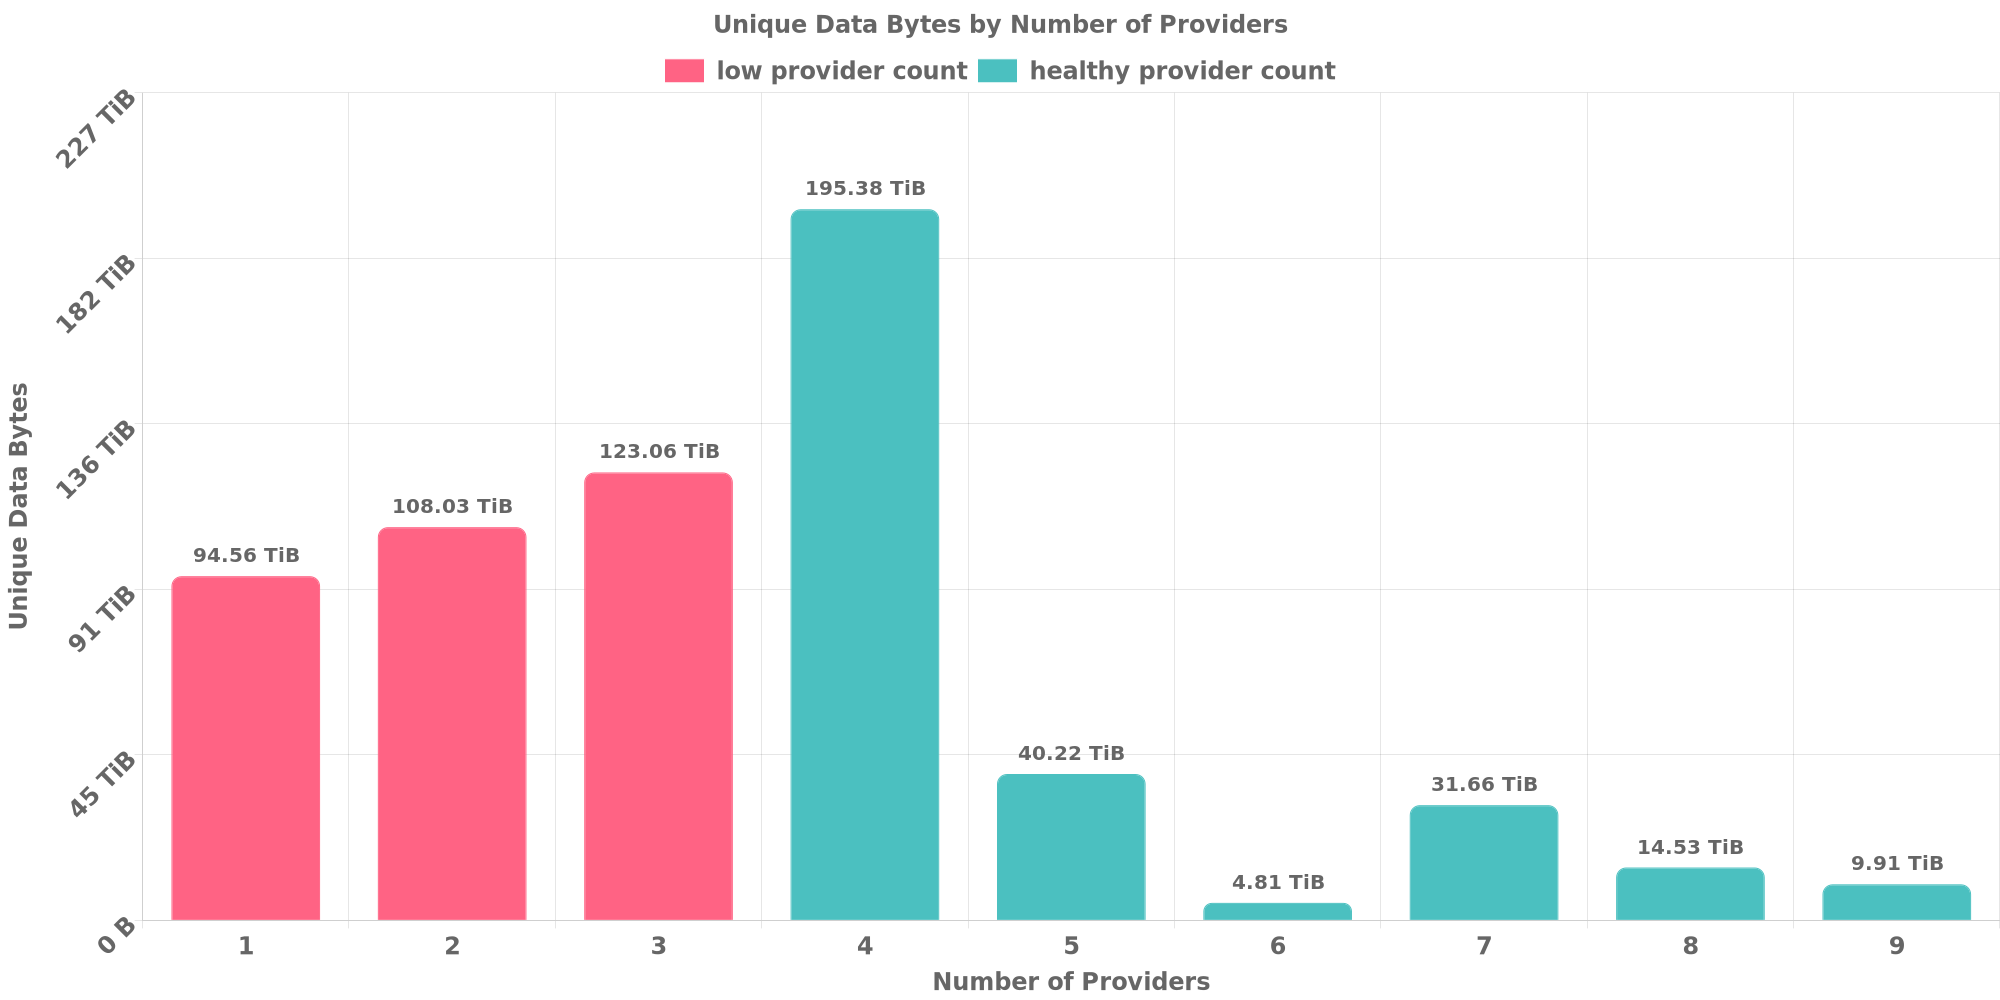 Unique Data Bytes by Number of Providers
low provider count healthy provider count
227 TiB
182 TiB
136 TiB
91 TiB
45 TiB
0 B
Unique Data Bytes
94.56 TiB
108.03 TiB
123.06 TiB
195.38 TiB
40.22 TiB
4.81 TiB
31.66 TiB
14.53 TiB
9.91 TiB
1 2 3 4 5 6 7 8 9
Number of Providers